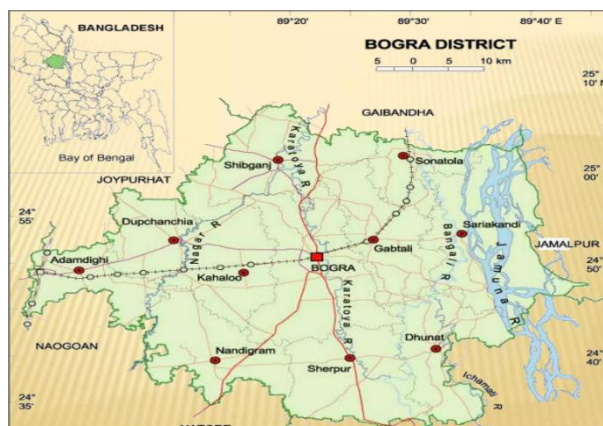 89°20' 89°30' 89°40' E
BANGLADESH
BOGRA DISTRICT
5 0 5 10 km
25°
10' N
GAIBANDHA
Bay of Bengal
Karatoya R
Shibganj
Sonatola
25°
00'
JOYPURHAT
24°
55'
Dupchanchia
Nagar R
Sariakandi
Bangali R
Jamuna R
JAMALPUR
Gabtali
Adamdighi
BOGRA
Kahaloo
24°
50'
Karatoya R
NAOGOAN
Dhunat
Nandigram
Sherpur
24°
40'
Ichamati R
24°
35'